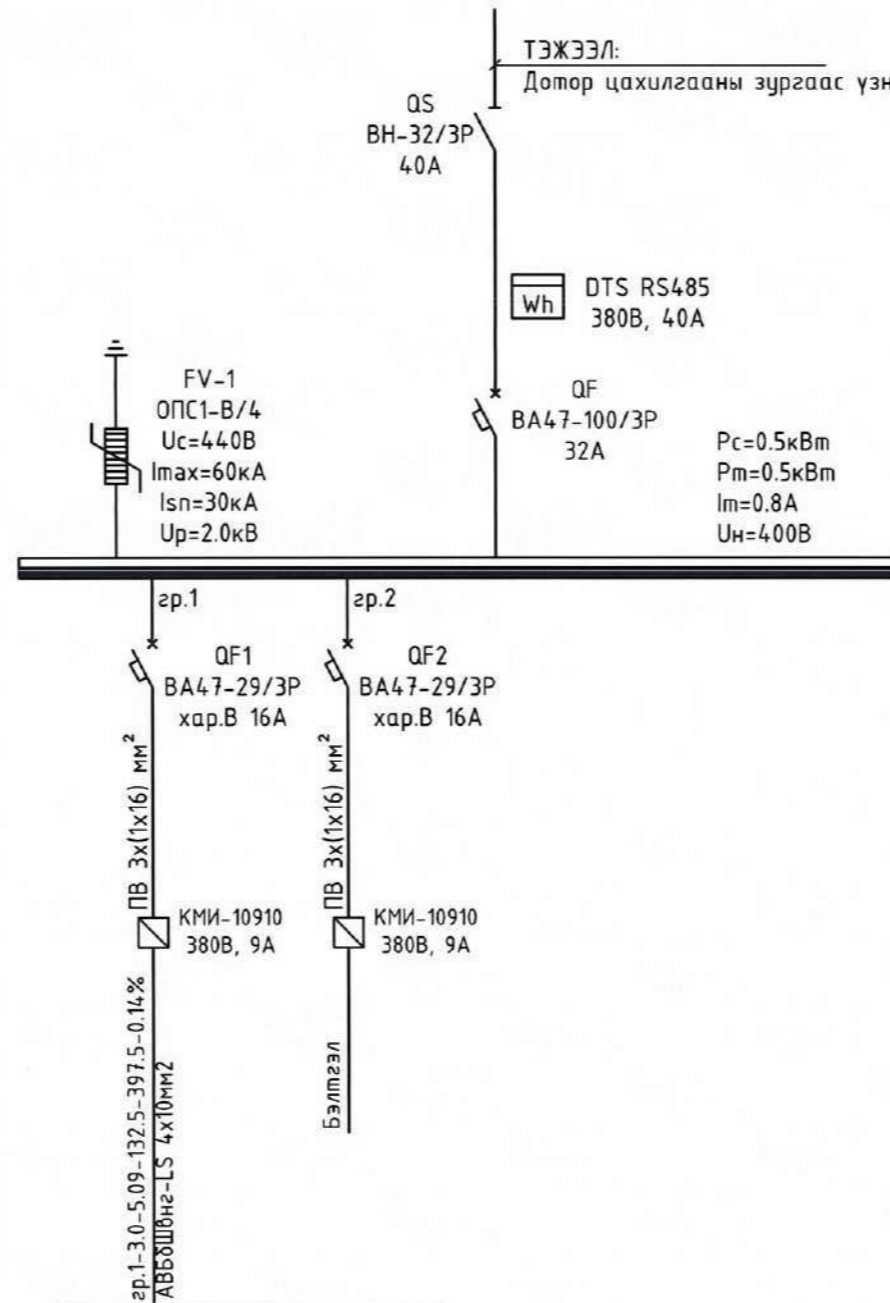 ТЭЖЭЭЛ:
Дотор цахилгааны зургаас үзн
QS
ВН-32/3Р
40А
Wh
DTS RS485
380В, 40А
FV-1
ОПС1-В/4
Uc=440В
Imax=60кА
Isn=30кА
Up=2.0кВ
QF
ВА47-100/3Р
32А
Рс=0.5кВт
Рт=0.5кВт
Iт=0.8А
Uн=400В
гр.1
гр.2
QF1
ВА47-29/3Р
хар.В 16А
QF2
ВА47-29/3Р
хар.В 16А
ПВ 3х(1х16) мм²
ПВ 3х(1х16) мм²
КМИ-10910
380В, 9А
КМИ-10910
380В, 9А
гр.1-3.0-5.09-132.5-397.5-0.14%
АВБбШвнг-LS 4х10мм2
Бэлтгэл